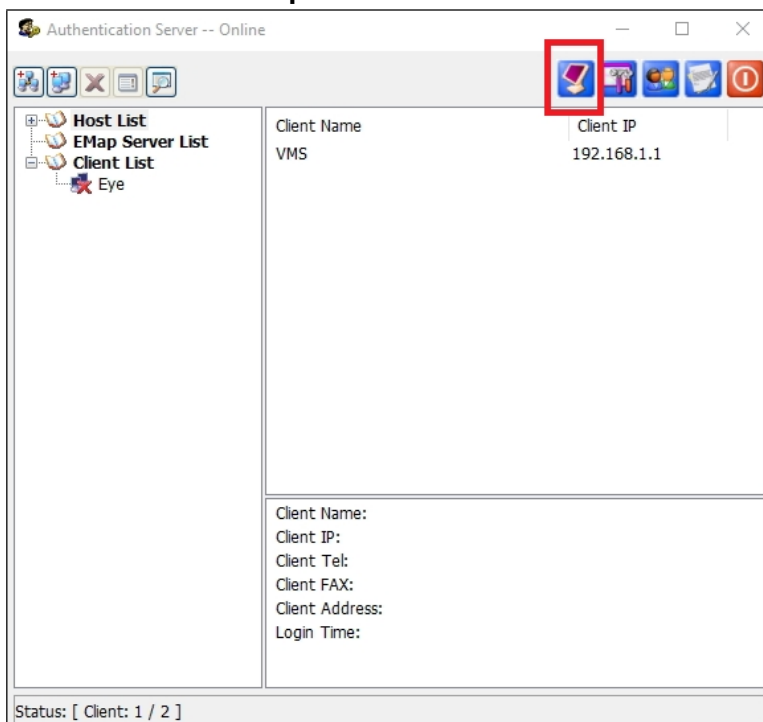 Authentication Server -- Online
Host List
EMap Server List
Client List
Eye
Client Name Client IP
VMS 192.168.1.1
Client Name:
Client IP:
Client Tel:
Client FAX:
Client Address:
Login Time:
Status: [ Client: 1 / 2 ]